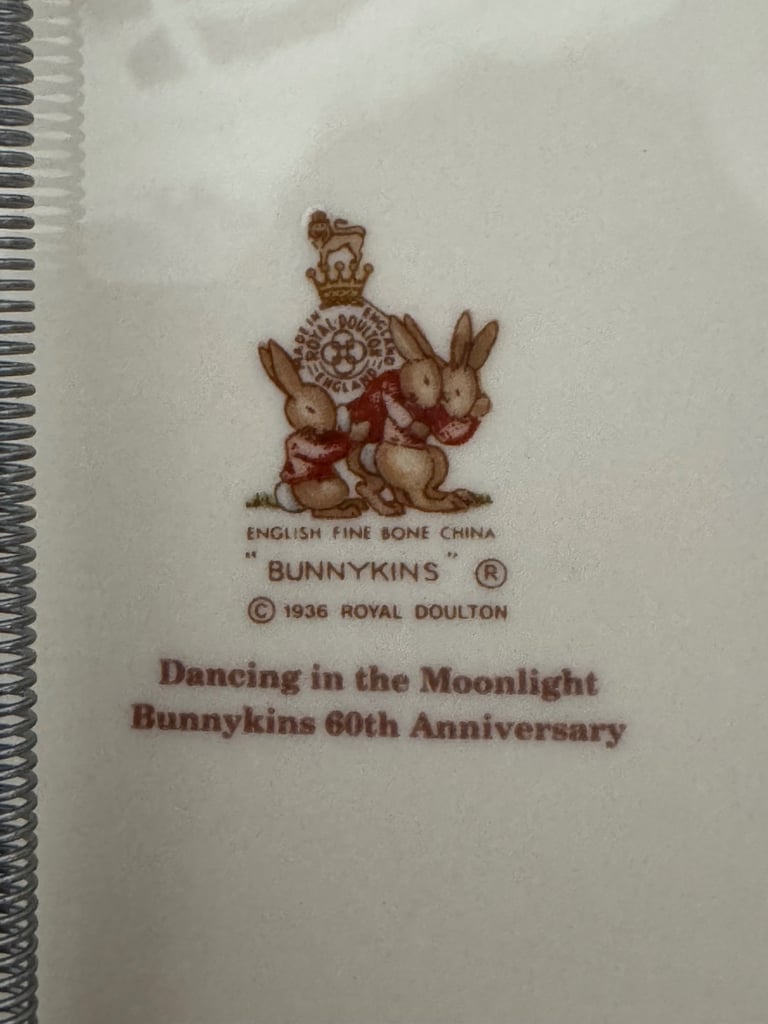 MADE IN ENGLAND
ROYAL DOULTON
ENGLAND
ENGLISH FINE BONE CHINA
"BUNNYKINS" ®
© 1936 ROYAL DOULTON
Dancing in the Moonlight
Bunnykins 60th Anniversary